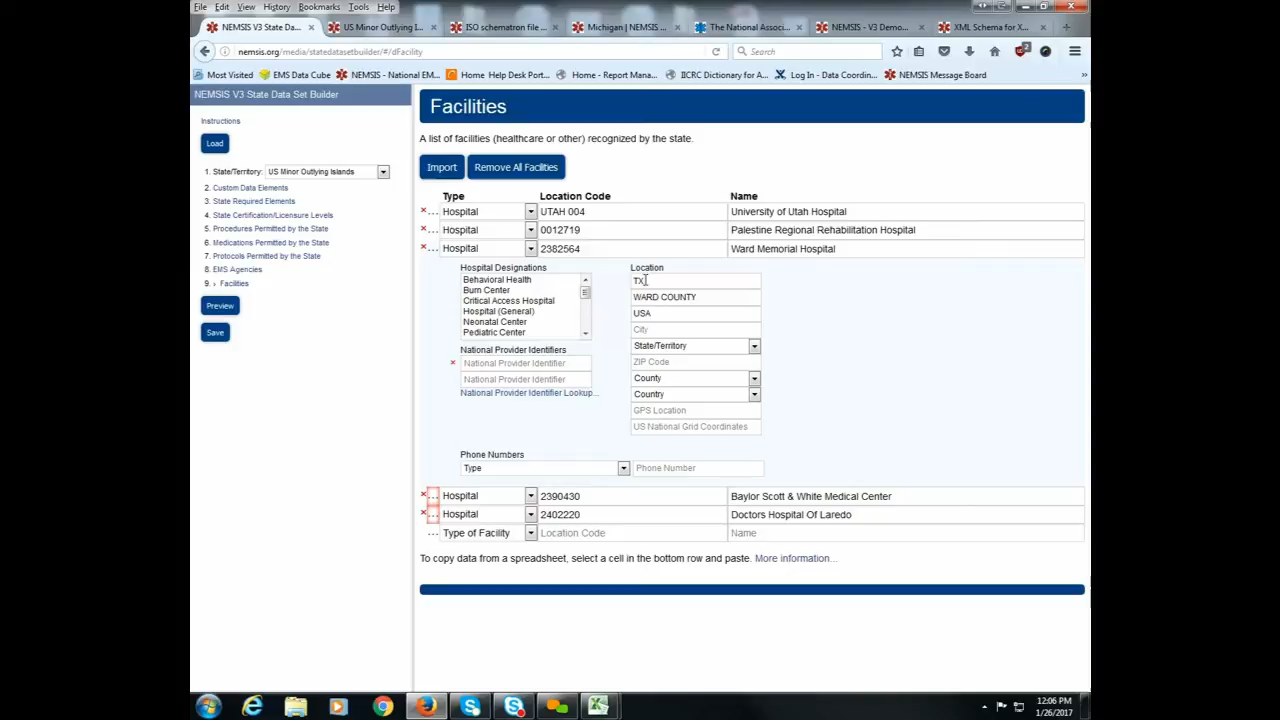 File Edit View History Bookmarks Tools Help
NEMSIS V3 State Da... × US Minor Outlying I... × ISO schematron file ... × Michigan | NEMSIS ... × The National Associ... × NEMSIS - V3 Demo... × XML Schema for X... ×
nemsis.org/media/statedatasetbuilder/#/dFacility Search 2
Most Visited EMS Data Cube NEMSIS - National EM... Home Help Desk Port... Home - Report Mana... IICRC Dictionary for A... Log In - Data Coordin... NEMSIS Message Board »
NEMSIS V3 State Data Set Builder
Instructions
Load
1. State/Territory: US Minor Outlying Islands
2. Custom Data Elements
3. State Required Elements
4. State Certification/Licensure Levels
5. Procedures Permitted by the State
6. Medications Permitted by the State
7. Protocols Permitted by the State
8. EMS Agencies
9. › Facilities
Preview
Save
Facilities
A list of facilities (healthcare or other) recognized by the state.
Import Remove All Facilities
Type Location Code Name
× ... Hospital UTAH 004 University of Utah Hospital
× ... Hospital 0012719 Palestine Regional Rehabilitation Hospital
× ... Hospital 2382564 Ward Memorial Hospital
Hospital Designations
Behavioral Health
Burn Center
Critical Access Hospital
Hospital (General)
Neonatal Center
Pediatric Center
National Provider Identifiers
× National Provider Identifier
National Provider Identifier
National Provider Identifier Lookup...
Location
TX
WARD COUNTY
USA
City
State/Territory
ZIP Code
County
Country
GPS Location
US National Grid Coordinates
Phone Numbers
Type Phone Number
× ... Hospital 2390430 Baylor Scott & White Medical Center
× ... Hospital 2402220 Doctors Hospital Of Laredo
... Type of Facility Location Code Name
To copy data from a spreadsheet, select a cell in the bottom row and paste. More information...
12:06 PM
1/26/2017